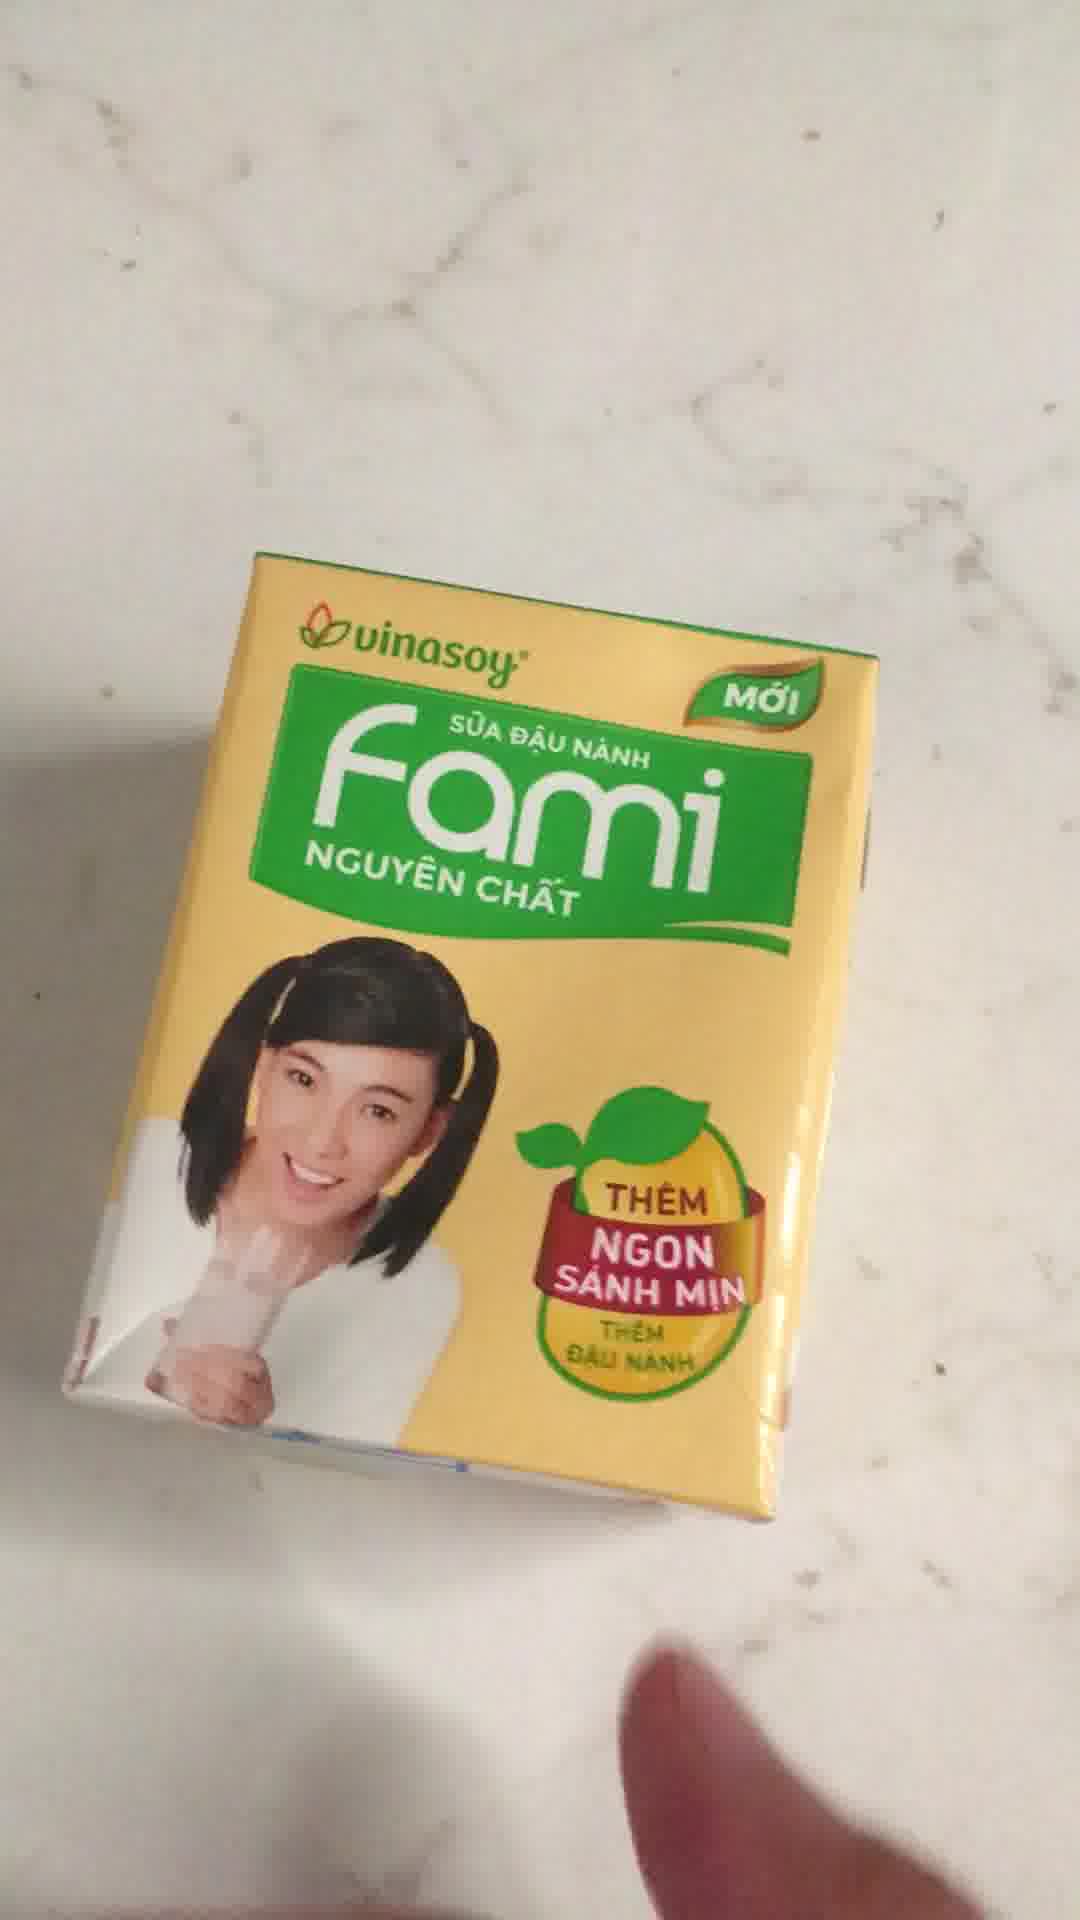 vinasoy®
MỚI
SỮA ĐẬU NÀNH
Fami
NGUYÊN CHẤT
THÊM
NGON
SÁNH MỊN
THÊM
ĐẬU NÀNH